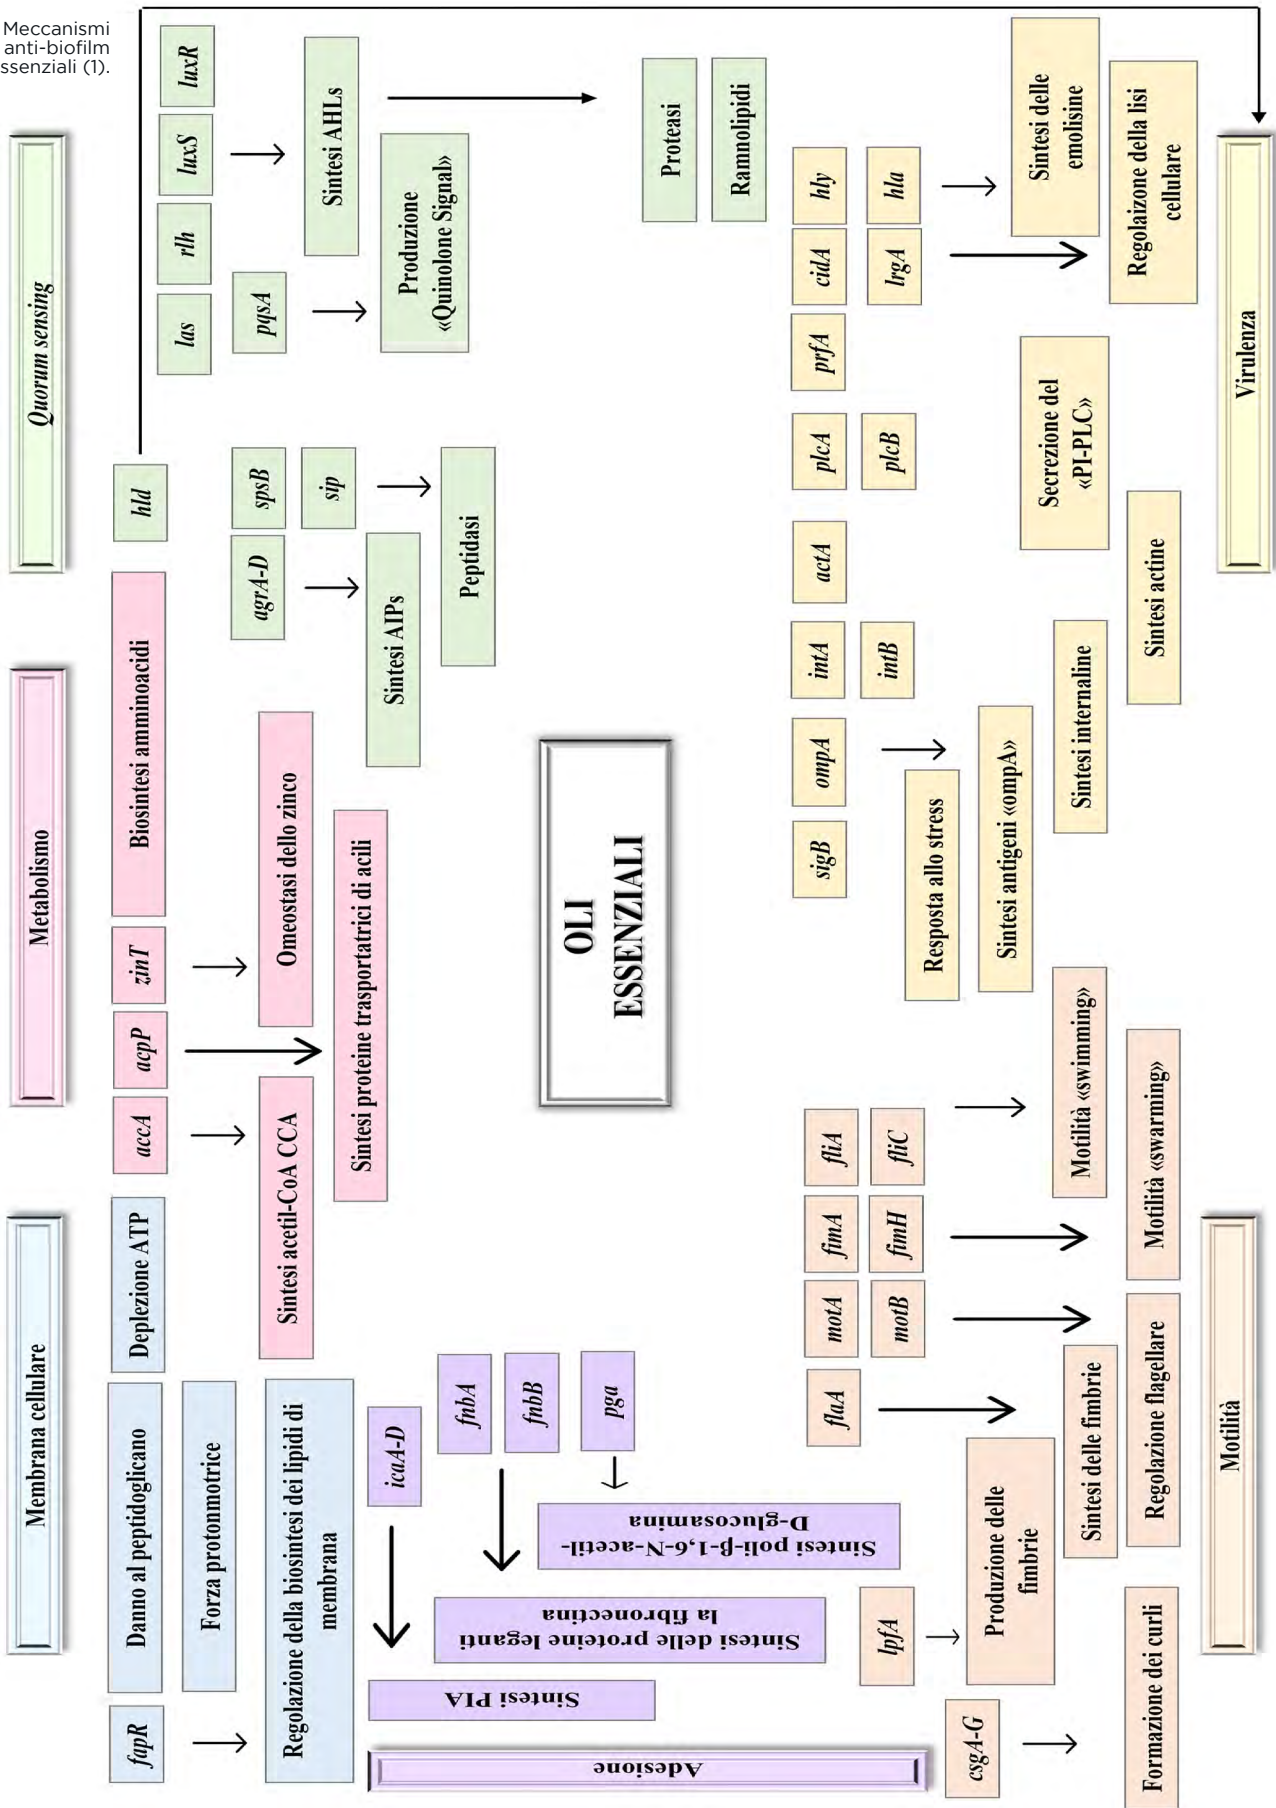 Meccanismi
anti-biofilm
ssenziali (1).
Membrana cellulare
Metabolismo
Quorum sensing
fapR
Danno al peptidoglicano
Deplezione ATP
accA
acpP
zinT
Biosintesi amminoacidi
hld
las
rlh
luxS
luxR
Forza protonmotrice
agrA-D
spsB
sip
pqsA
Sintesi AHLs
Regolazione della biosintesi dei lipidi di
membrana
Sintesi acetil-CoA CCA
Omeostasi dello zinco
Sintesi proteine trasportatrici di acili
Sintesi AIPs
Peptidasi
Produzione
«Quinolone Signal»
Proteasi
Ramnolipidi
Adesione
Sintesi PIA
icaA-D
Sintesi delle proteine leganti
la fibronectina
fnbA
fnbB
Sintesi poli-β-1,6-N-acetil-
D-glucosamina
pga
OLI
ESSENZIALI
csgA-G
lpfA
flaA
motA
fimA
fliA
motB
fimH
fliC
sigB
ompA
intA
actA
plcA
prfA
cidA
hly
intB
plcB
lrgA
hla
Formazione dei curli
Produzione delle
fimbrie
Sintesi delle fimbrie
Regolazione flagellare
Motilità «swimming»
Motilità «swarming»
Resposta allo stress
Sintesi antigeni «ompA»
Sintesi internaline
Sintesi actine
Secrezione del
«PI-PLC»
Sintesi delle
emolisine
Regolaizone della lisi
cellulare
Motilità
Virulenza